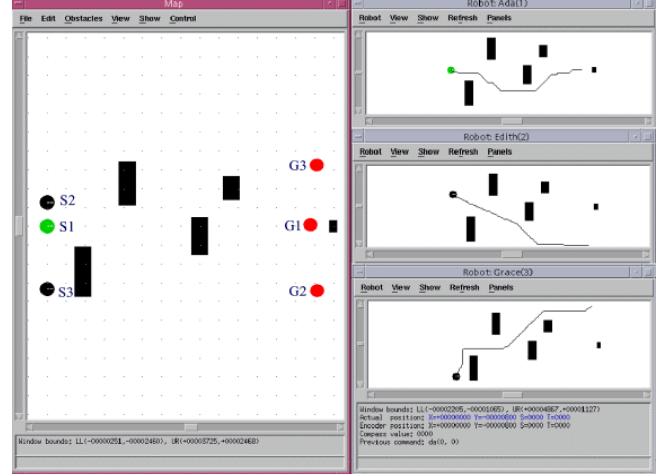 Map
File Edit Obstacles View Show Control
G3
S2
S1
G1
S3
G2
Window bounds: LL(-00000251,-00002460), UR(+00005725,+00002468)
Robot: Ada(1)
Robot View Show Refresh Panels
Robot: Edith(2)
Robot View Show Refresh Panels
Robot: Grace(3)
Robot View Show Refresh Panels
Window bounds: LL(-00002205,-00001065), UR(+00004867,+00001127)
Actual position: X=+00000000 Y=-00000800 S=0000 T=0000
Encoder position: X=+00000000 Y=-00000800 S=0000 T=0000
Compass value: 0000
Previous command: da(0, 0)